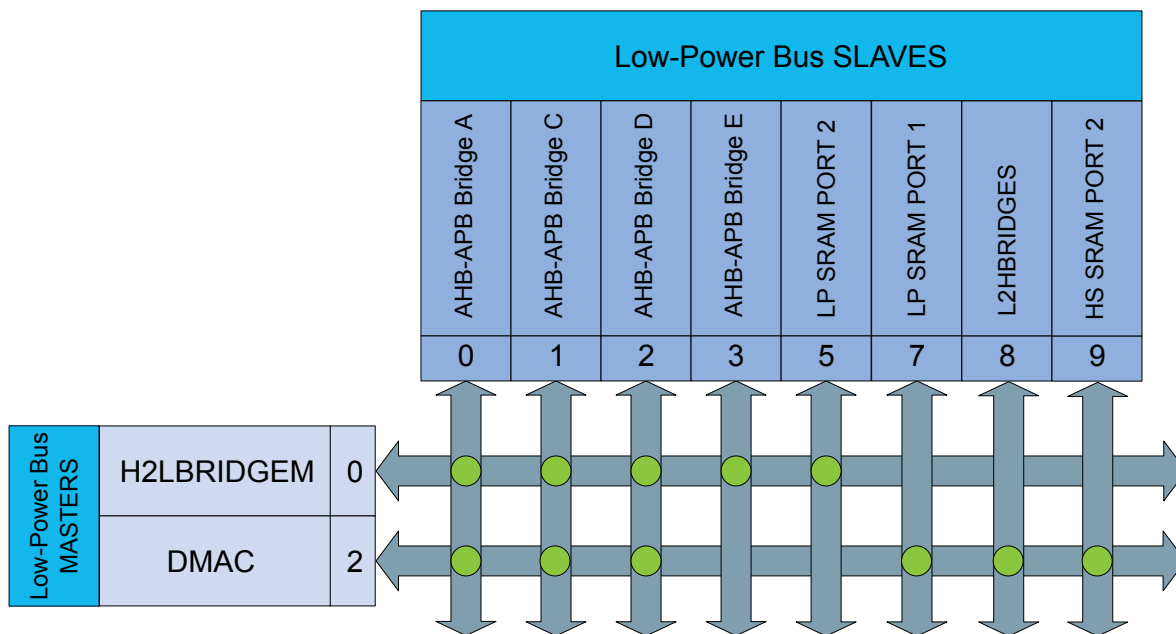 Low-Power Bus SLAVES
AHB-APB Bridge A
AHB-APB Bridge C
AHB-APB Bridge D
AHB-APB Bridge E
LP SRAM PORT 2
LP SRAM PORT 1
L2HBRIDGES
HS SRAM PORT 2
0 1 2 3 5 7 8 9
Low-Power Bus
MASTERS
H2LBRIDGEM 0
DMAC 2